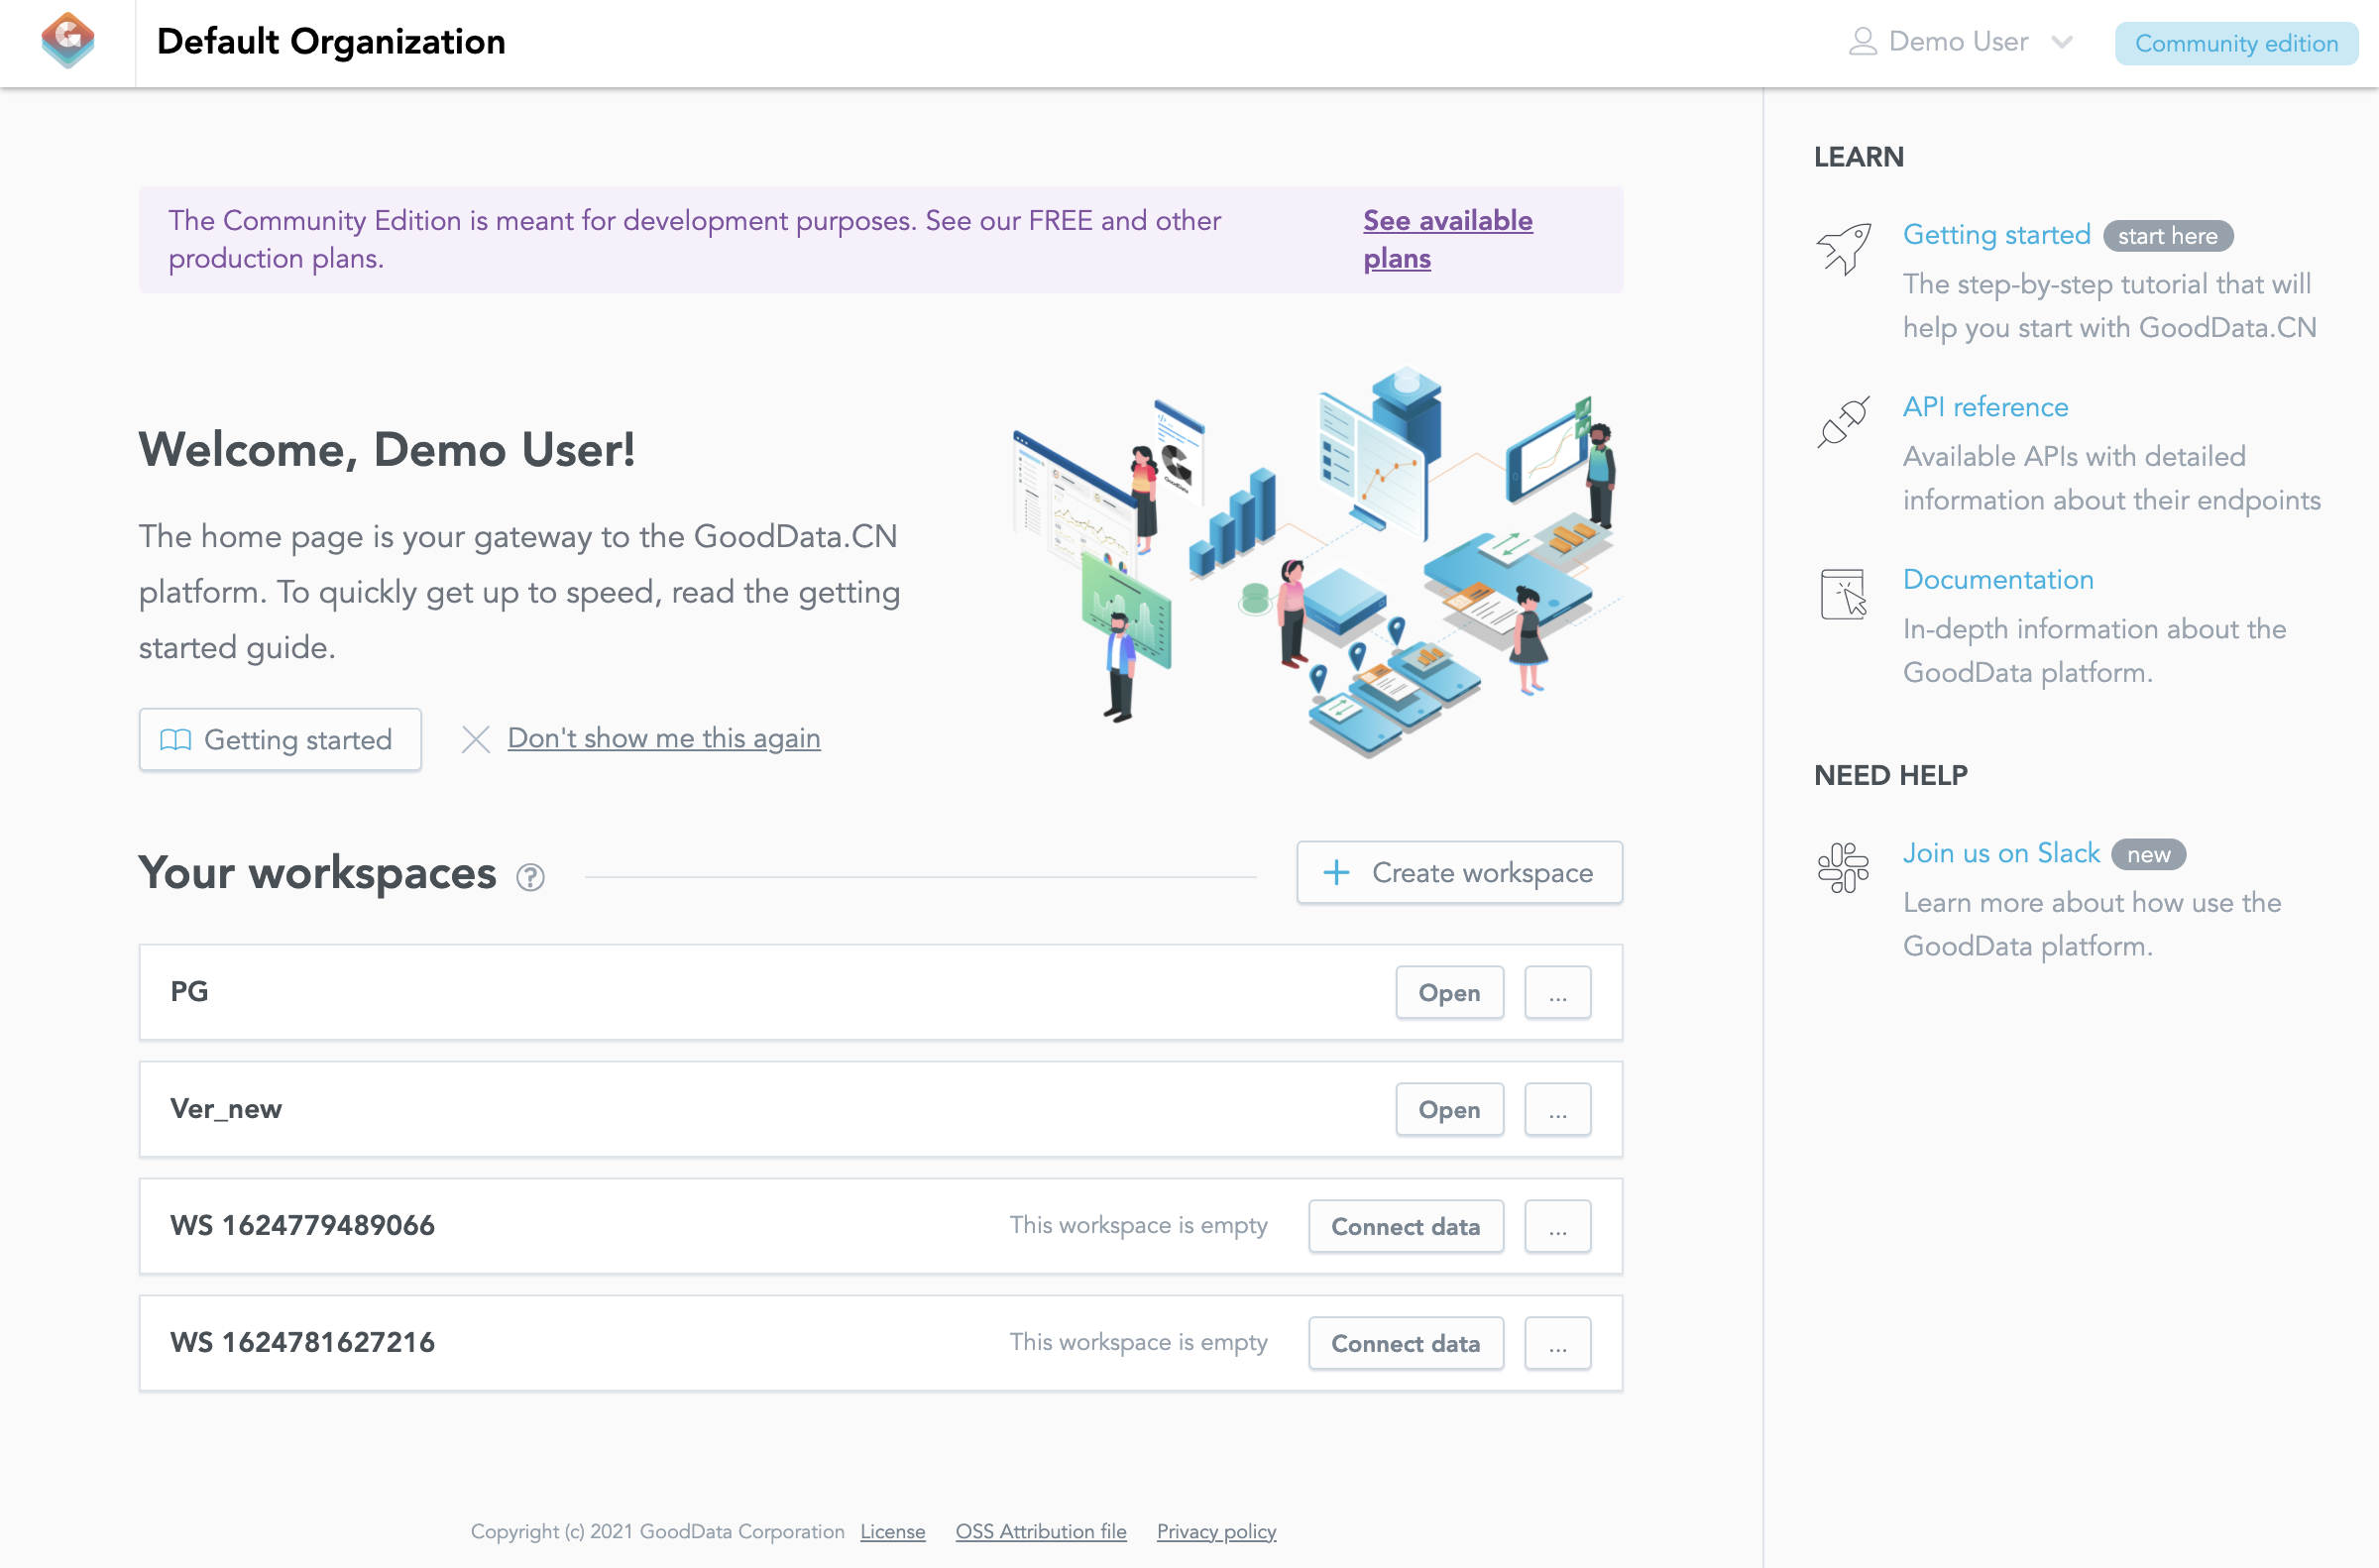 Default Organization
Demo User
Community edition
The Community Edition is meant for development purposes. See our FREE and other
production plans.
See available
plans
Welcome, Demo User!
The home page is your gateway to the GoodData.CN
platform. To quickly get up to speed, read the getting
started guide.
Getting started
Don't show me this again
GoodData
Your workspaces ?
Create workspace
PG
Open
...
Ver_new
Open
...
WS 1624779489066
This workspace is empty
Connect data
...
WS 1624781627216
This workspace is empty
Connect data
...
Copyright (c) 2021 GoodData Corporation License OSS Attribution file Privacy policy
LEARN
Getting started start here
The step-by-step tutorial that will
help you start with GoodData.CN
API reference
Available APIs with detailed
information about their endpoints
Documentation
In-depth information about the
GoodData platform.
NEED HELP
Join us on Slack new
Learn more about how use the
GoodData platform.